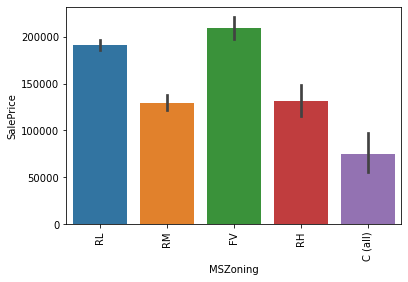 200000
150000
100000
50000
0
SalePrice
RL
RM
FV
RH
C (all)
MSZoning